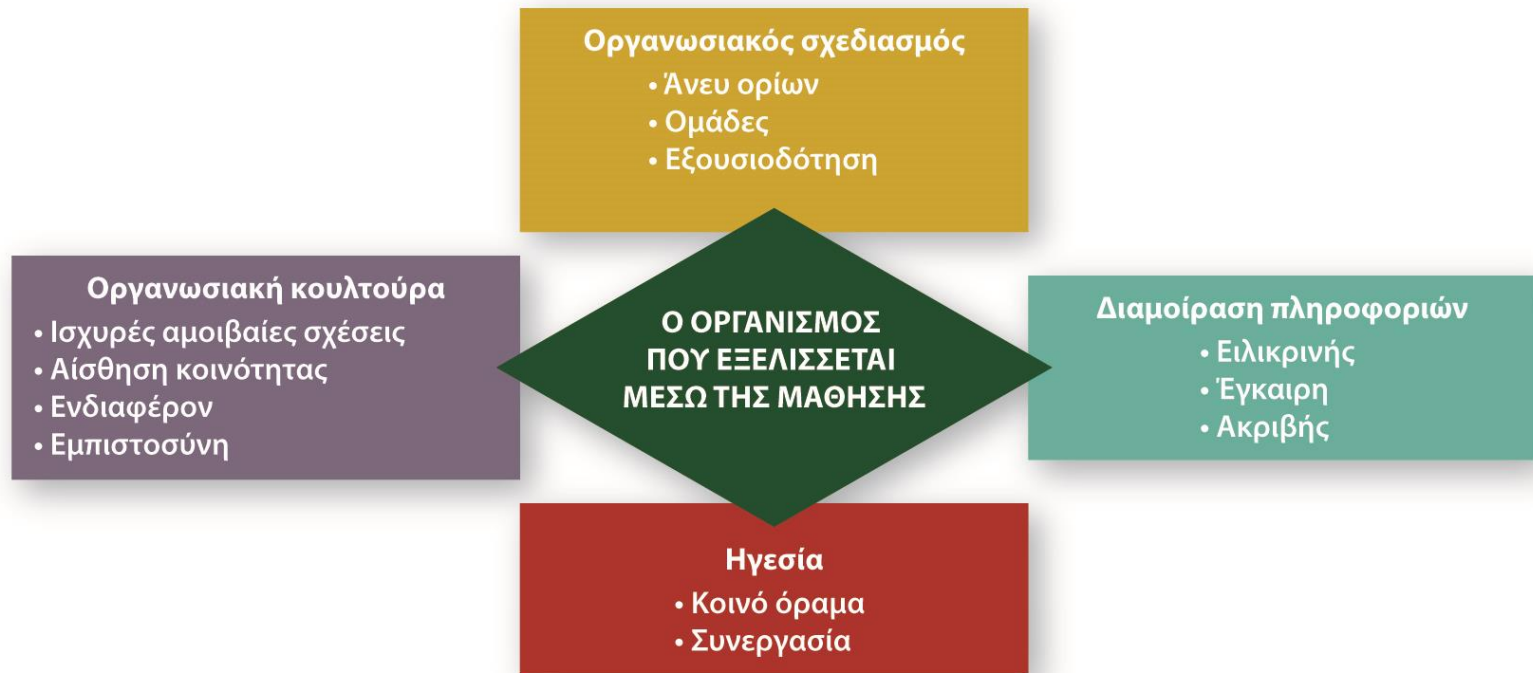 Οργανωσιακός σχεδιασμός
• Άνευ ορίων
• Ομάδες
• Εξουσιοδότηση
Οργανωσιακή κουλτούρα
• Ισχυρές αμοιβαίες σχέσεις
• Αίσθηση κοινότητας
• Ενδιαφέρον
• Εμπιστοσύνη
Ο ΟΡΓΑΝΙΣΜΟΣ
ΠΟΥ ΕΞΕΛΙΣΣΕΤΑΙ
ΜΕΣΩ ΤΗΣ ΜΑΘΗΣΗΣ
Διαμοίραση πληροφοριών
• Ειλικρινής
• Έγκαιρη
• Ακριβής
Ηγεσία
• Κοινό όραμα
• Συνεργασία